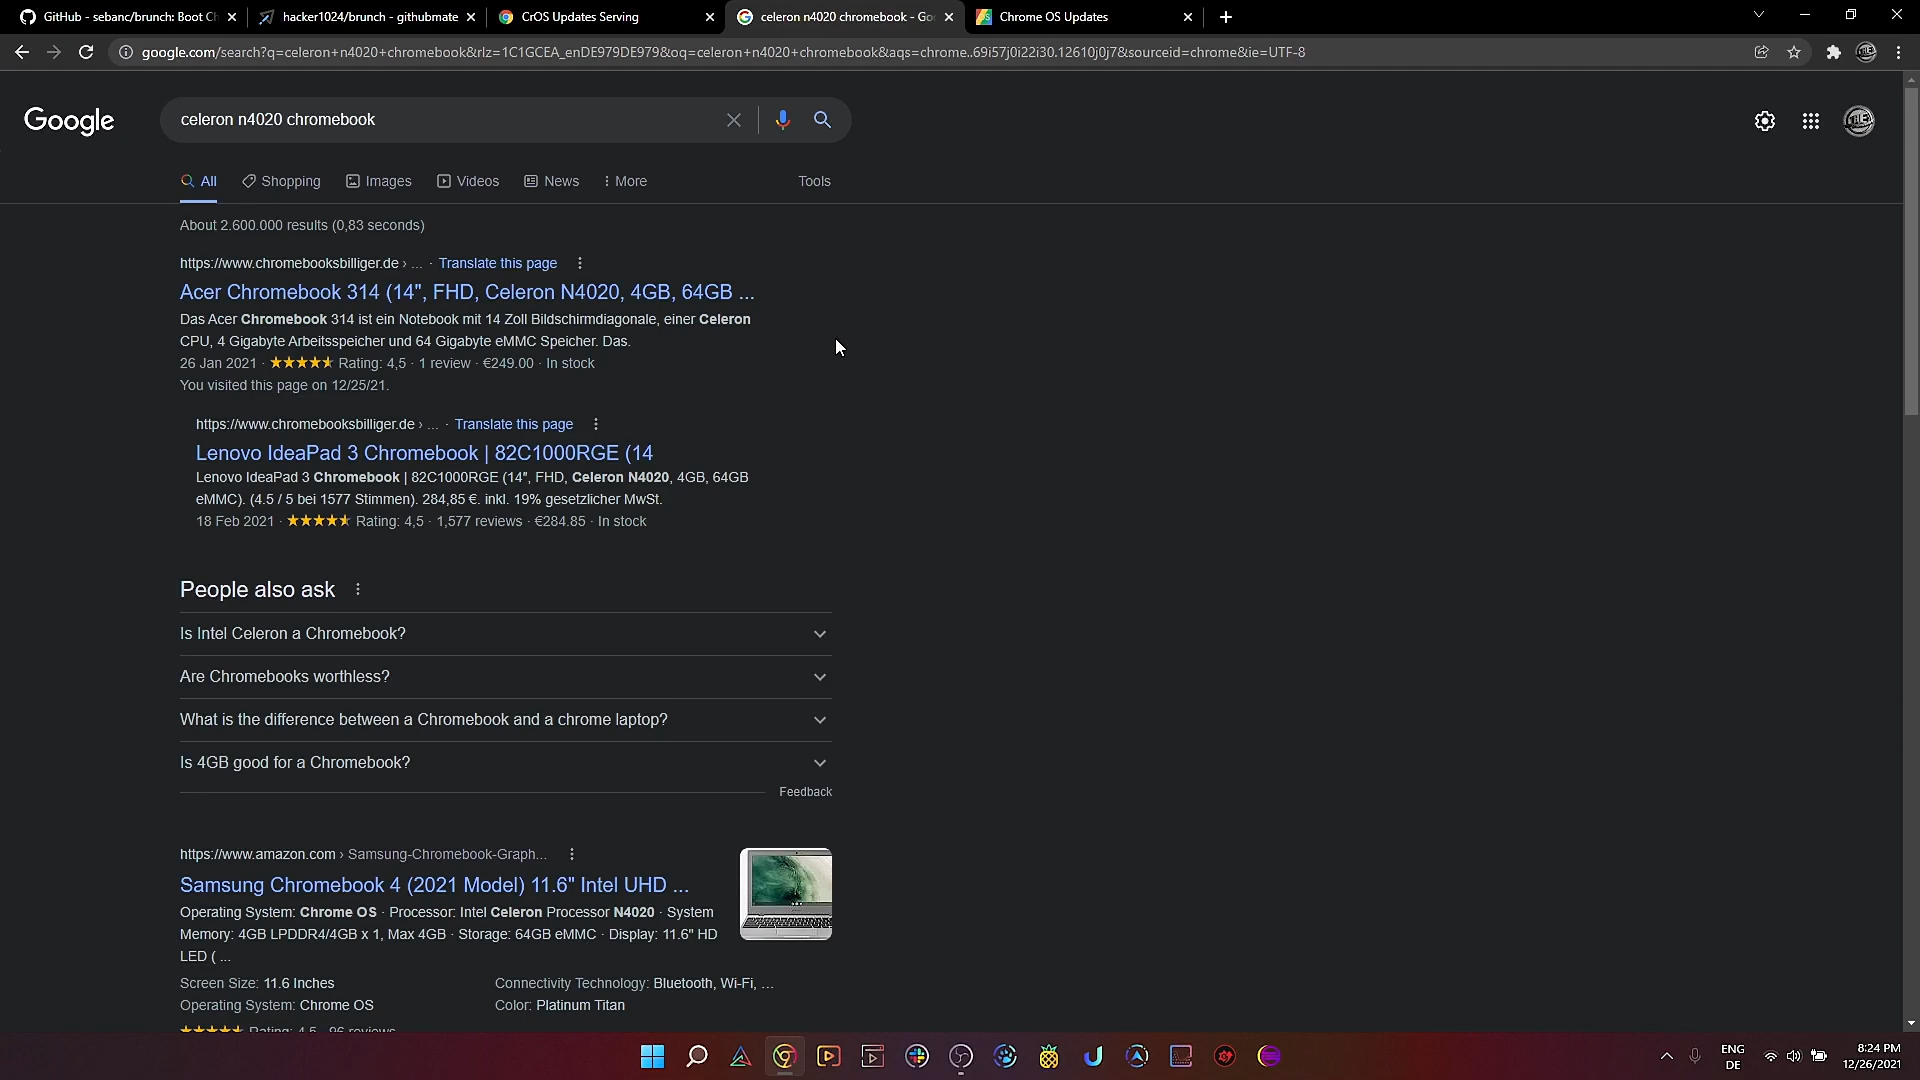 GitHub - sebanc/brunch: Boot Ch
hacker1024/brunch - githubmate
CrOS Updates Serving
celeron n4020 chromebook - Goo
Chrome OS Updates
google.com/search?q=celeron+n4020+chromebook&rlz=1C1GCEA_enDE979DE979&oq=celeron+n4020+chromebook&aqs=chrome..69i57j0i22i30.12610j0j7&sourceid=chrome&ie=UTF-8
Google
celeron n4020 chromebook
All Shopping Images Videos News More Tools
About 2.600.000 results (0,83 seconds)
https://www.chromebooksbilliger.de › ... · Translate this page
Acer Chromebook 314 (14", FHD, Celeron N4020, 4GB, 64GB ...
Das Acer Chromebook 314 ist ein Notebook mit 14 Zoll Bildschirmdiagonale, einer Celeron
CPU, 4 Gigabyte Arbeitsspeicher und 64 Gigabyte eMMC Speicher. Das.
26 Jan 2021 · Rating: 4,5 · 1 review · €249.00 · In stock
You visited this page on 12/25/21.
https://www.chromebooksbilliger.de › ... · Translate this page
Lenovo IdeaPad 3 Chromebook | 82C1000RGE (14
Lenovo IdeaPad 3 Chromebook | 82C1000RGE (14", FHD, Celeron N4020, 4GB, 64GB
eMMC). (4.5 / 5 bei 1577 Stimmen). 284,85 €. inkl. 19% gesetzlicher MwSt.
18 Feb 2021 · Rating: 4,5 · 1,577 reviews · €284.85 · In stock
People also ask
Is Intel Celeron a Chromebook?
Are Chromebooks worthless?
What is the difference between a Chromebook and a chrome laptop?
Is 4GB good for a Chromebook?
Feedback
https://www.amazon.com › Samsung-Chromebook-Graph...
Samsung Chromebook 4 (2021 Model) 11.6" Intel UHD ...
Operating System: Chrome OS · Processor: Intel Celeron Processor N4020 · System
Memory: 4GB LPDDR4/4GB x 1, Max 4GB · Storage: 64GB eMMC · Display: 11.6" HD
LED ( ...
Screen Size: 11.6 Inches
Connectivity Technology: Bluetooth, Wi-Fi, ...
Operating System: Chrome OS
Color: Platinum Titan
Rating: 4,5 · 96 reviews
ENG
DE
8:24 PM
12/26/2021